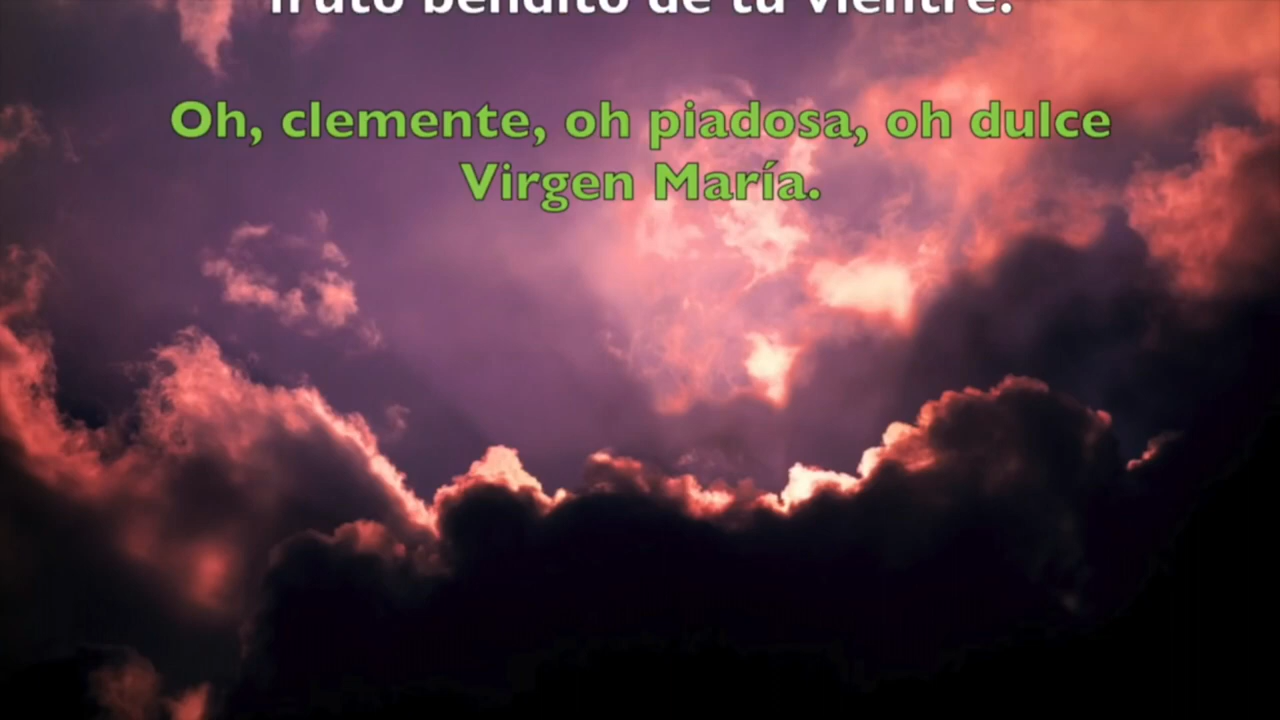 fruto bendito de tu vientre.
Oh, clemente, oh piadosa, oh dulce
Virgen María.